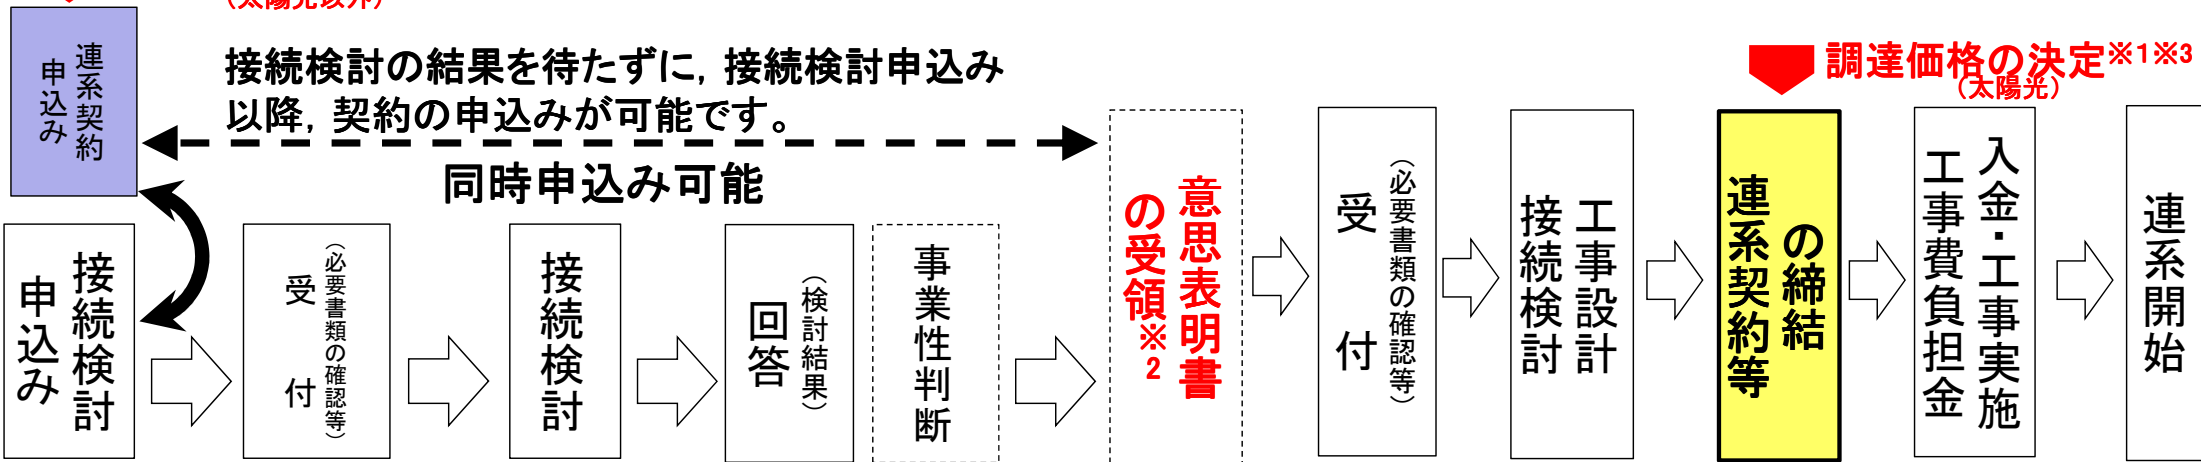 （太陽光以外）
連系契約
申込み
接続検討の結果を待たずに，接続検討申込み
以降，契約の申込みが可能です。
同時申込み可能
調達価格の決定※1※3
（太陽光）
接続検討
申込み
（必要書類の確認等）
受付
接続検討
（検討結果）
回答
事業性判断
意思表明書
の受領※2
（必要書類の確認等）
受付
工事設計
接続検討
の締結
連系契約等
入金・工事実施
工事費負担金
連系開始